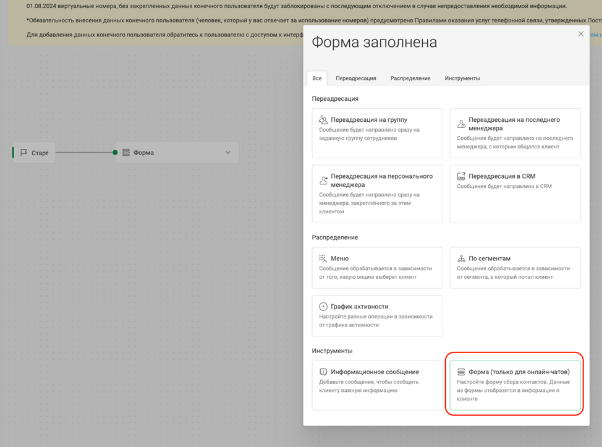 01.08.2024 виртуальные номера, без закрепленных данных конечного пользователя будут заблокированы с последующим отключением в случае непредоставления необходимой информации.
*Обязательность внесения данных конечного пользователя (человек, который у вас отвечает за использование номеров) предусмотрено Правилами оказания услуг телефонной связи, утвержденных Пост
Для добавления данных конечного пользователя обратитесь к пользователю с доступом к интерф
Форма заполнена
Все Переадресация Распределение Инструменты
Переадресация
Переадресация на группу
Сообщение будет направлено сразу на
заданную группу сотрудников
Переадресация на последнего
менеджера
Сообщение будет направлено на последнего
менеджера, с которым общался клиент
Старт
Форма
Переадресация на персонального
менеджера
Сообщение будет направлено сразу на
менеджера, закреплённого за этим
клиентом
Переадресация в CRM
Сообщение будет направлено в CRM
Распределение
Меню
Сообщение обрабатывается в зависимости
от того, какую опцию выберет клиент
По сегментам
Сообщение обрабатывается в зависимости
от сегмента, в который попал клиент
График активности
Настройте разные операции в зависимости
от графика активности
Инструменты
Информационное сообщение
Добавьте сообщение, чтобы сообщить
клиенту важную информацию
Форма (только для онлайн-чатов)
Настройте форму сбора контактов. Данные
из формы отобразятся в информации о
клиенте